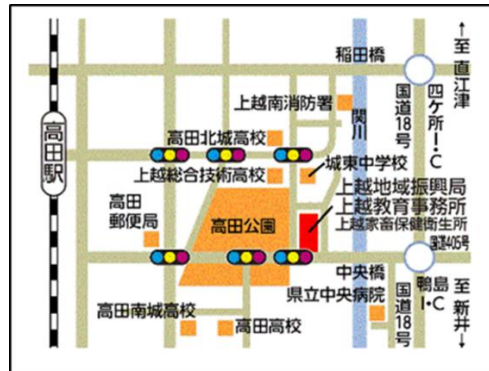 稲田橋
←至直江津
四ケ所I・C
国道18号
上越南消防署
関川
高田北城高校
高田駅
城東中学校
上越総合技術高校
上越地域振興局
上越教育事務所
上越家畜保健衛生所
高田
郵便局
高田公園
国道405号
中央橋
鴨島
I・C
県立中央病院
国道18号
至新井→
高田南城高校
高田高校